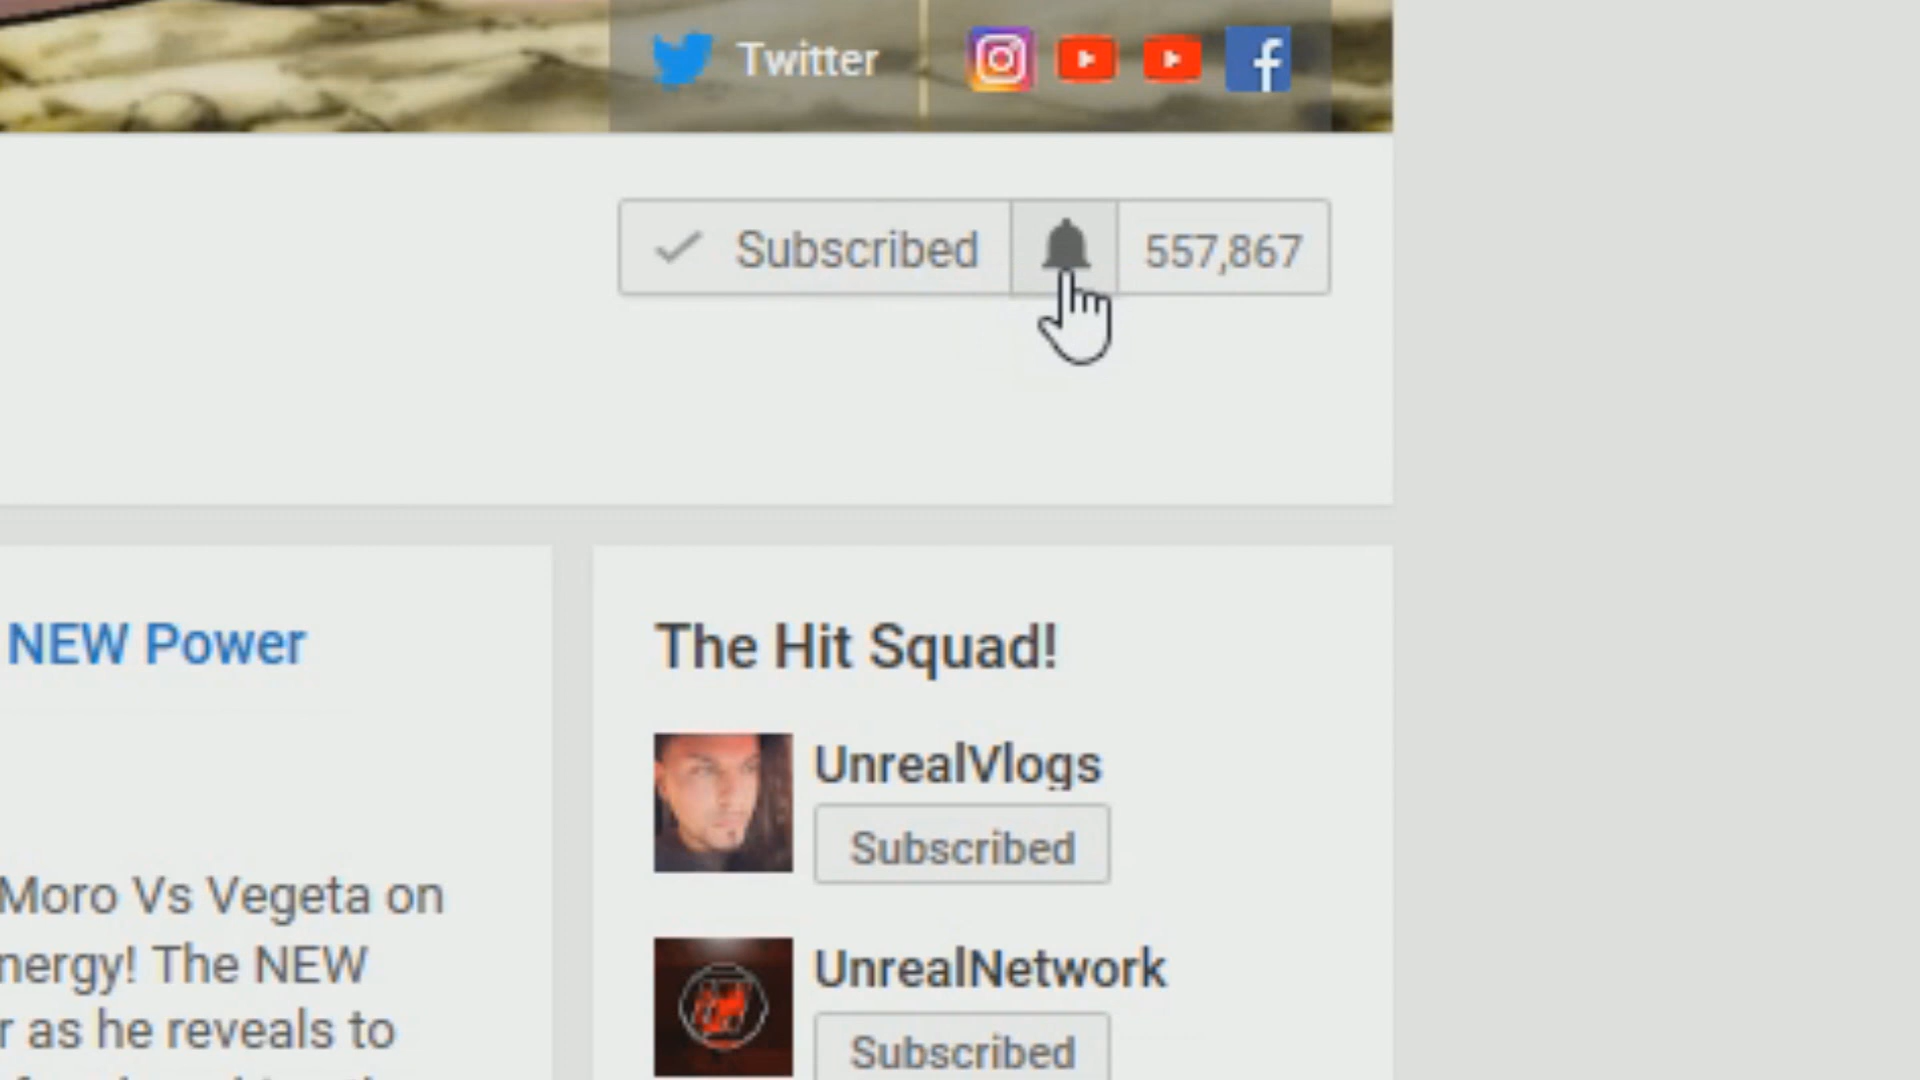 Twitter
Subscribed
557,867
NEW Power
Moro Vs Vegeta on
nergy! The NEW
r as he reveals to
The Hit Squad!
UnrealVlogs
Subscribed
UnrealNetwork
Subscribed